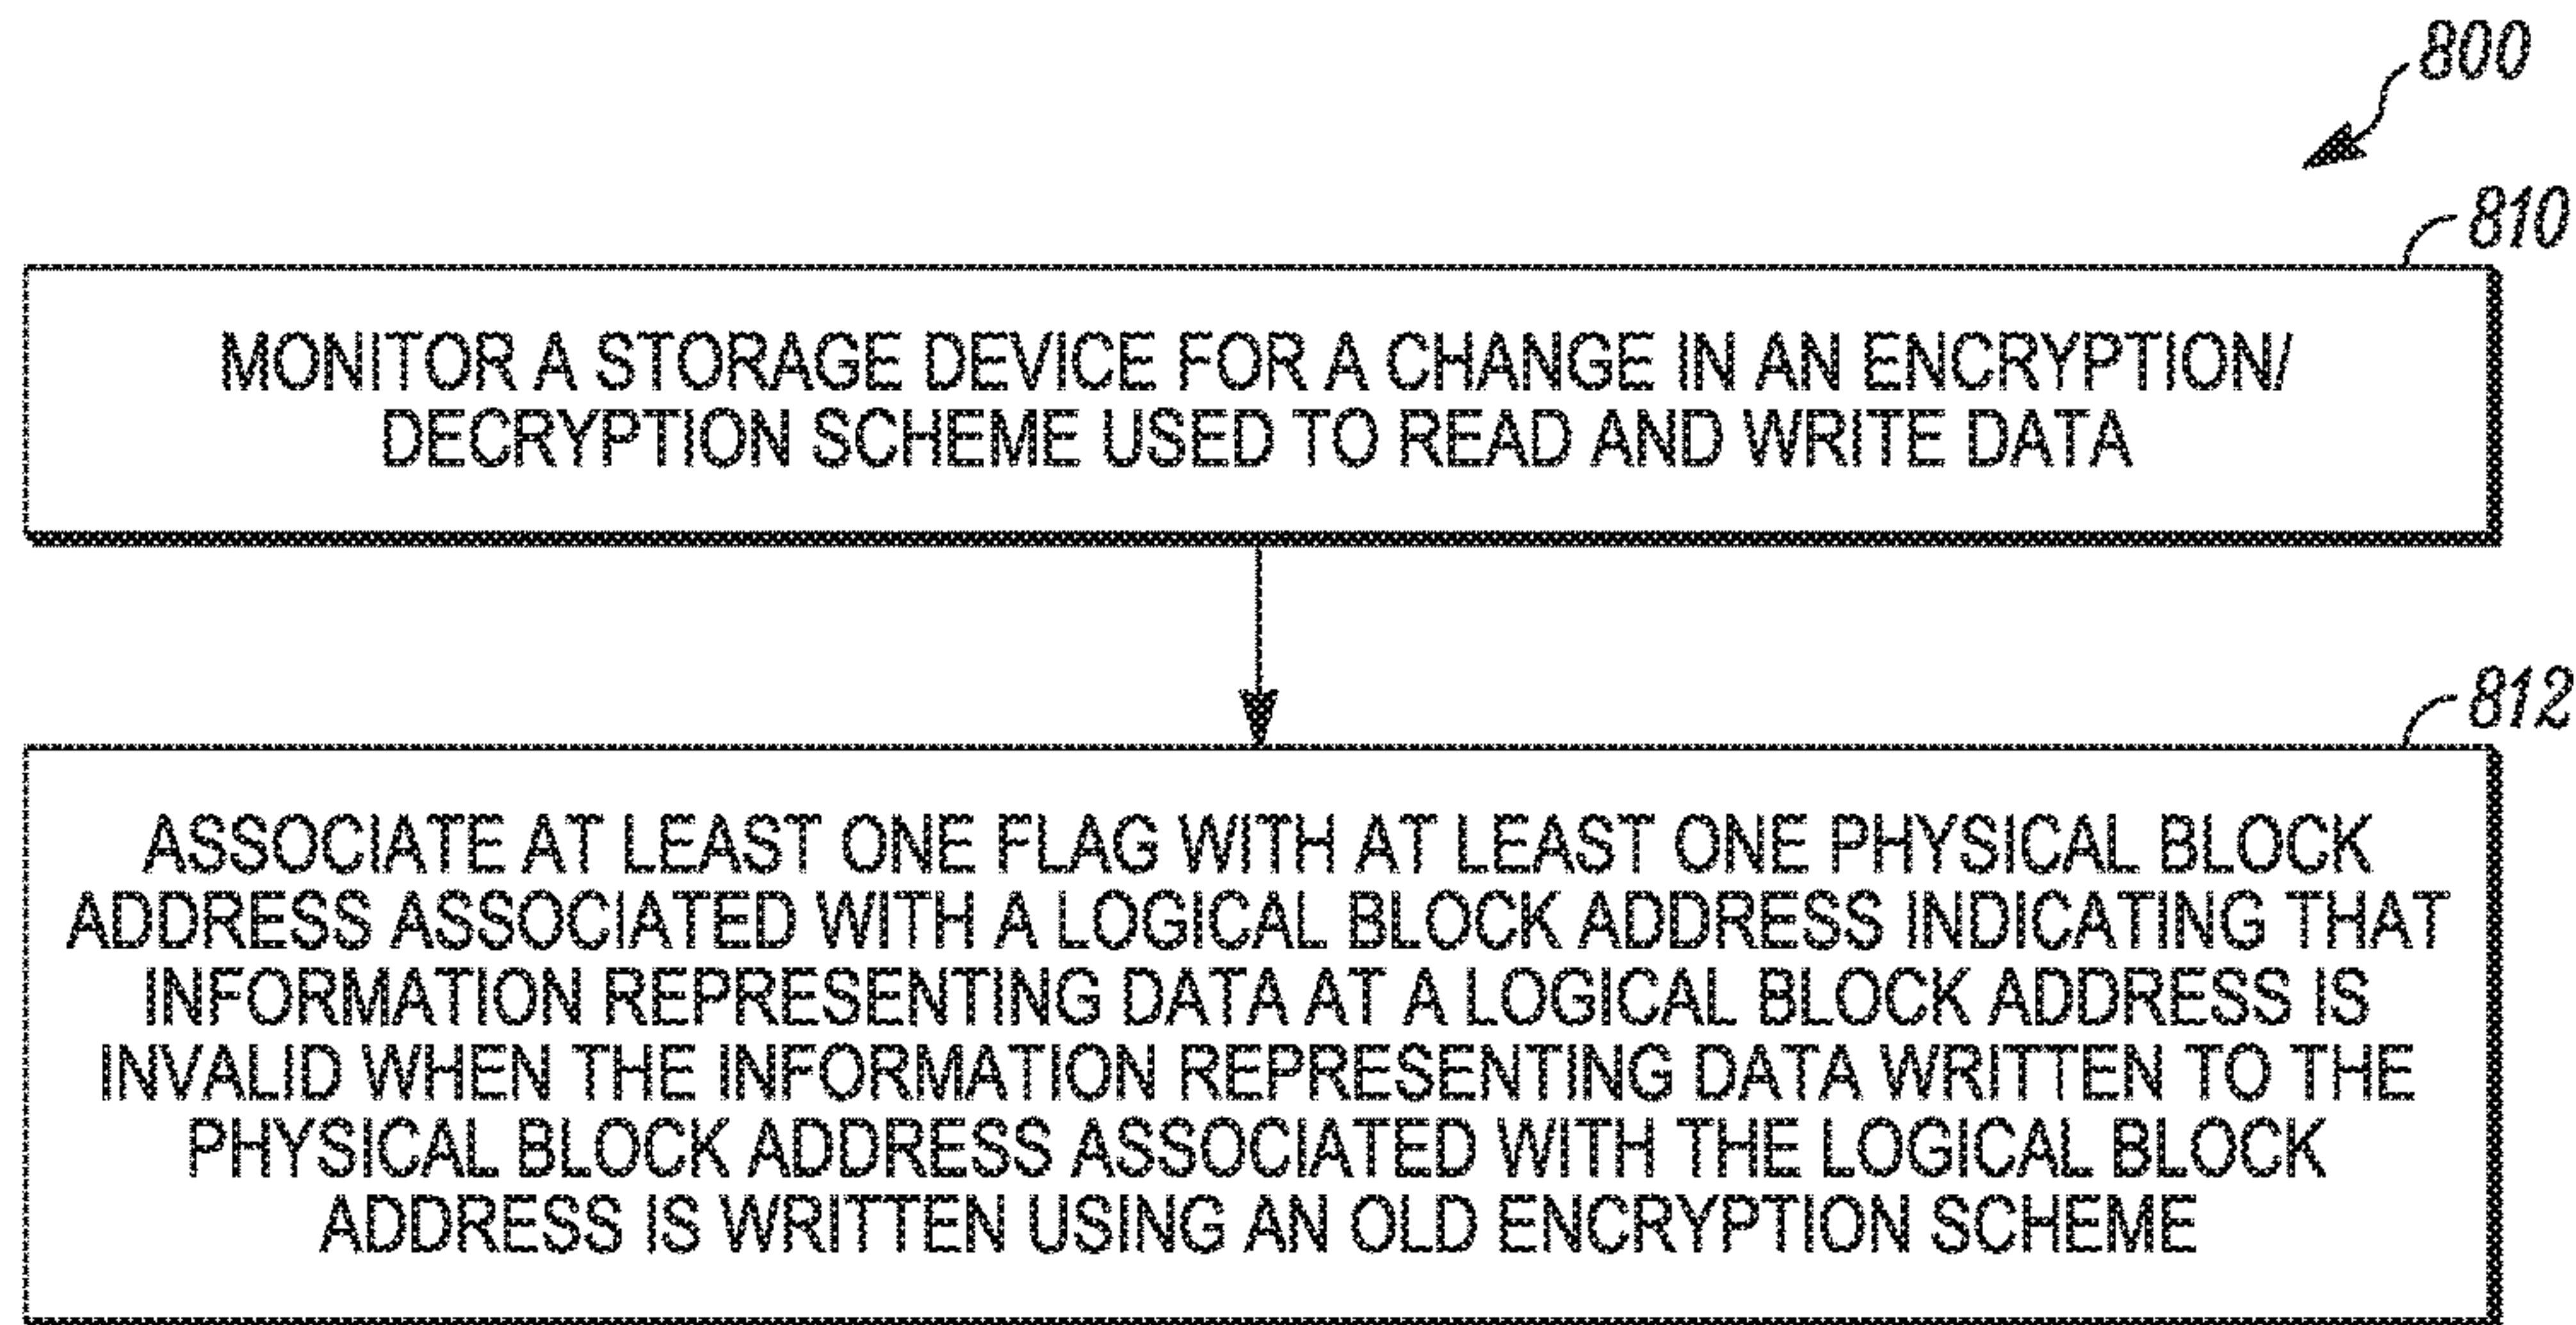 800
810
MONITOR A STORAGE DEVICE FOR A CHANGE IN AN ENCRYPTION/
DECRYPTION SCHEME USED TO READ AND WRITE DATA
812
ASSOCIATE AT LEAST ONE FLAG WITH AT LEAST ONE PHYSICAL BLOCK
ADDRESS ASSOCIATED WITH A LOGICAL BLOCK ADDRESS INDICATING THAT
INFORMATION REPRESENTING DATA AT A LOGICAL BLOCK ADDRESS IS
INVALID WHEN THE INFORMATION REPRESENTING DATA WRITTEN TO THE
PHYSICAL BLOCK ADDRESS ASSOCIATED WITH THE LOGICAL BLOCK
ADDRESS IS WRITTEN USING AN OLD ENCRYPTION SCHEME